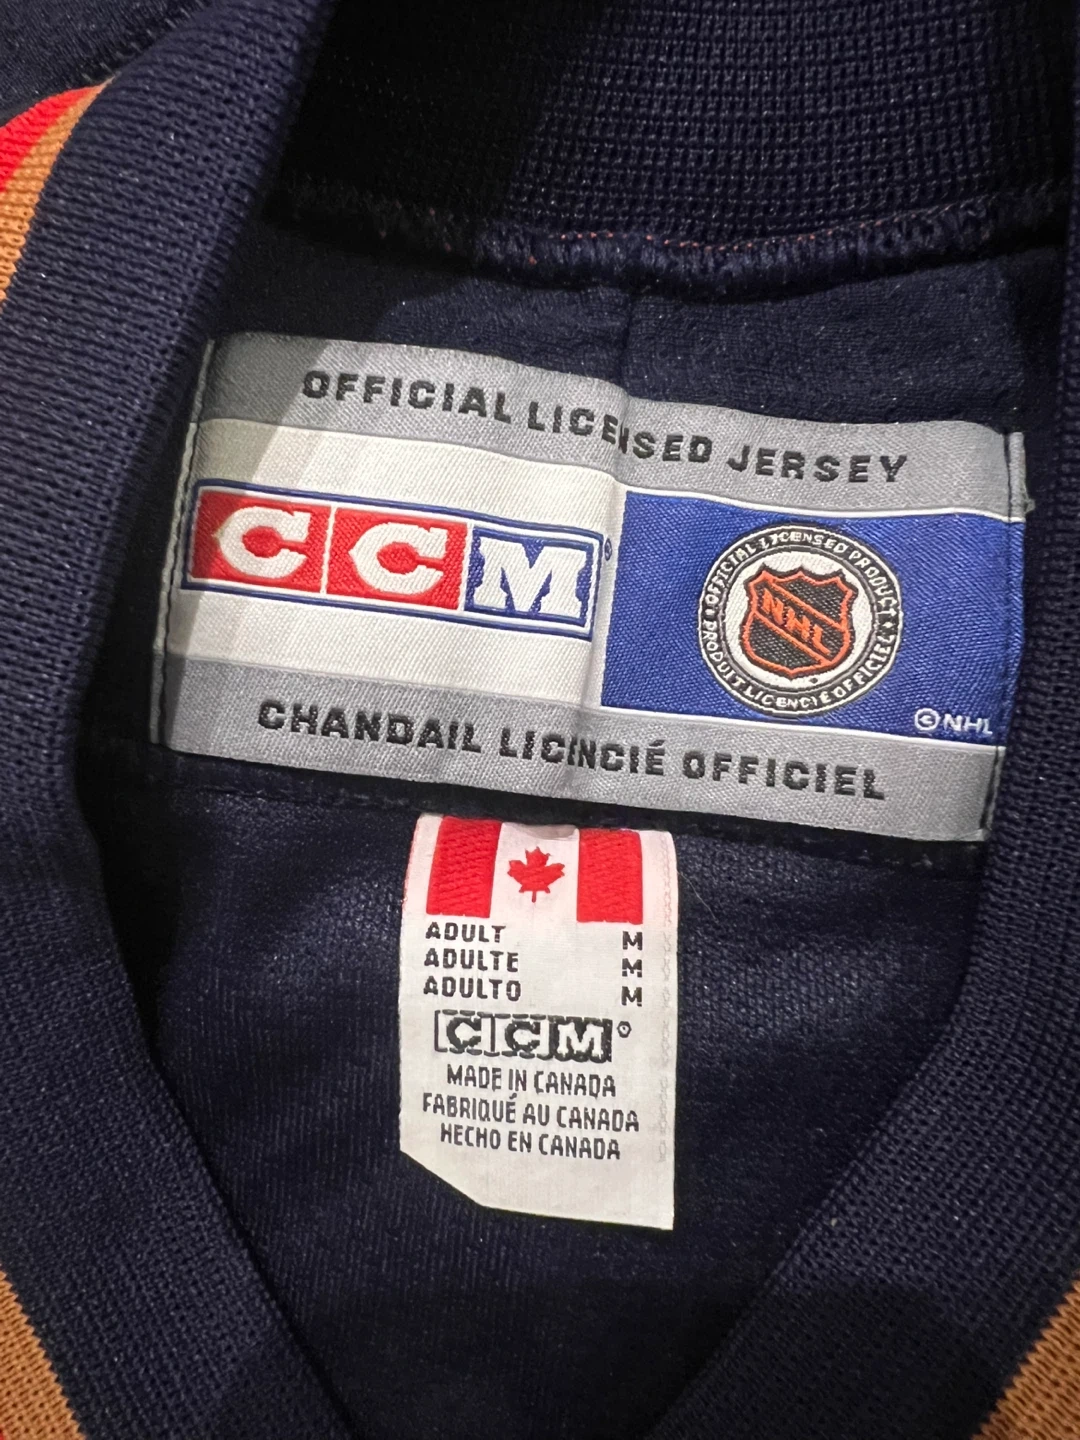 OFFICIAL LICENSED JERSEY
CCM®
OFFICIAL LICENSED PRODUCT
NHL
PRODUIT LICENCIÉ OFFICIEL
©NHL
CHANDAIL LICINCIÉ OFFICIEL
ADULT M
ADULTE M
ADULTO M
CCM®
MADE IN CANADA
FABRIQUÉ AU CANADA
HECHO EN CANADA